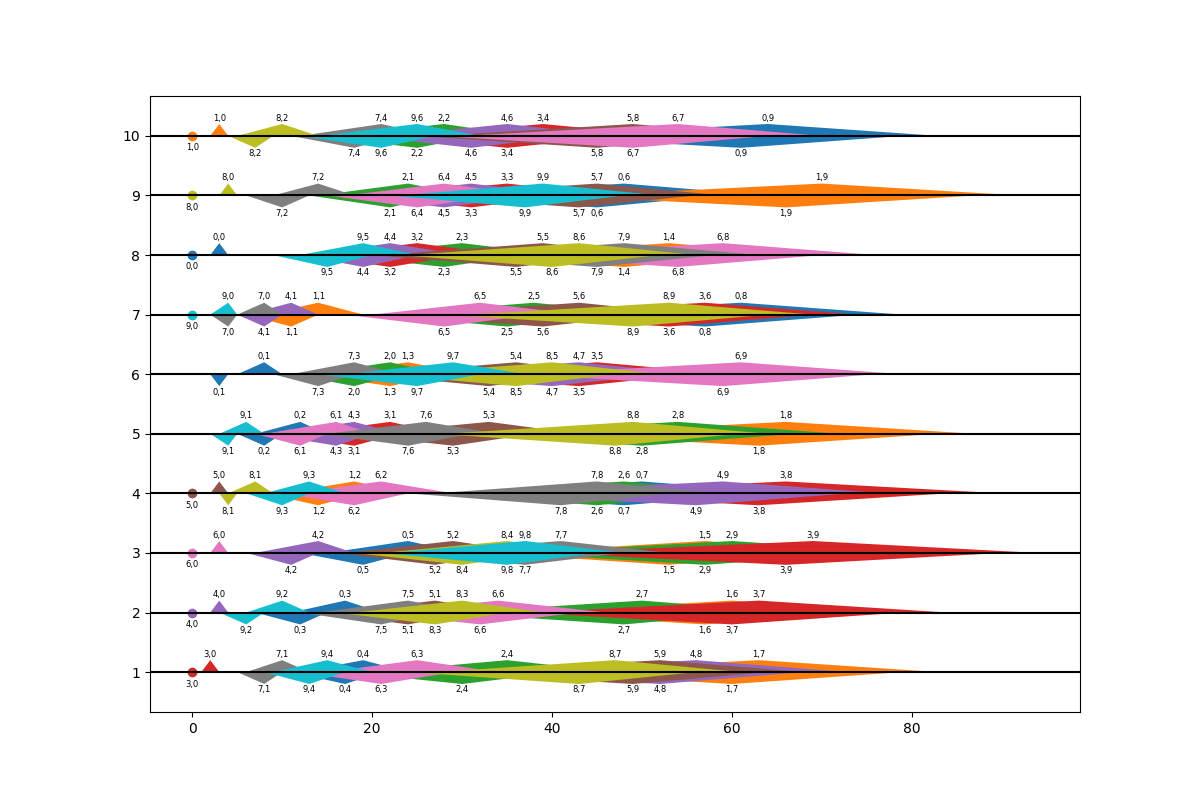 1,0 8,2 7,4 9,6 2,2 4,6 3,4 5,8 6,7 0,9
10
1,0 8,2 7,4 9,6 2,2 4,6 3,4 5,8 6,7 0,9
8,0 7,2 2,1 6,4 4,5 3,3 9,9 5,7 0,6 1,9
9
8,0 7,2 2,1 6,4 4,5 3,3 9,9 5,7 0,6 1,9
0,0 9,5 4,4 3,2 2,3 5,5 8,6 7,9 1,4 6,8
8
0,0 9,5 4,4 3,2 2,3 5,5 8,6 7,9 1,4 6,8
9,0 7,0 4,1 1,1 6,5 2,5 5,6 8,9 3,6 0,8
7
9,0 7,0 4,1 1,1 6,5 2,5 5,6 8,9 3,6 0,8
0,1 7,3 2,0 1,3 9,7 5,4 8,5 4,7 3,5 6,9
6
0,1 7,3 2,0 1,3 9,7 5,4 8,5 4,7 3,5 6,9
9,1 0,2 6,1 4,3 3,1 7,6 5,3 8,8 2,8 1,8
5
9,1 0,2 6,1 4,3 3,1 7,6 5,3 8,8 2,8 1,8
5,0 8,1 9,3 1,2 6,2 7,8 2,6 0,7 4,9 3,8
4
5,0 8,1 9,3 1,2 6,2 7,8 2,6 0,7 4,9 3,8
6,0 4,2 0,5 5,2 8,4 9,8 7,7 1,5 2,9 3,9
3
6,0 4,2 0,5 5,2 8,4 9,8 7,7 1,5 2,9 3,9
4,0 9,2 0,3 7,5 5,1 8,3 6,6 2,7 1,6 3,7
2
4,0 9,2 0,3 7,5 5,1 8,3 6,6 2,7 1,6 3,7
3,0 7,1 9,4 0,4 6,3 2,4 8,7 5,9 4,8 1,7
1
3,0 7,1 9,4 0,4 6,3 2,4 8,7 5,9 4,8 1,7
0 20 40 60 80